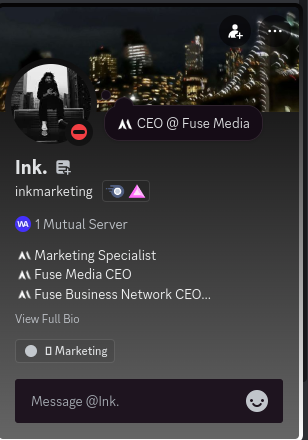 CEO @ Fuse Media
Ink.
inkmarketing
WA 1 Mutual Server
Marketing Specialist
Fuse Media CEO
Fuse Business Network CEO...
View Full Bio
Marketing
Message @Ink.